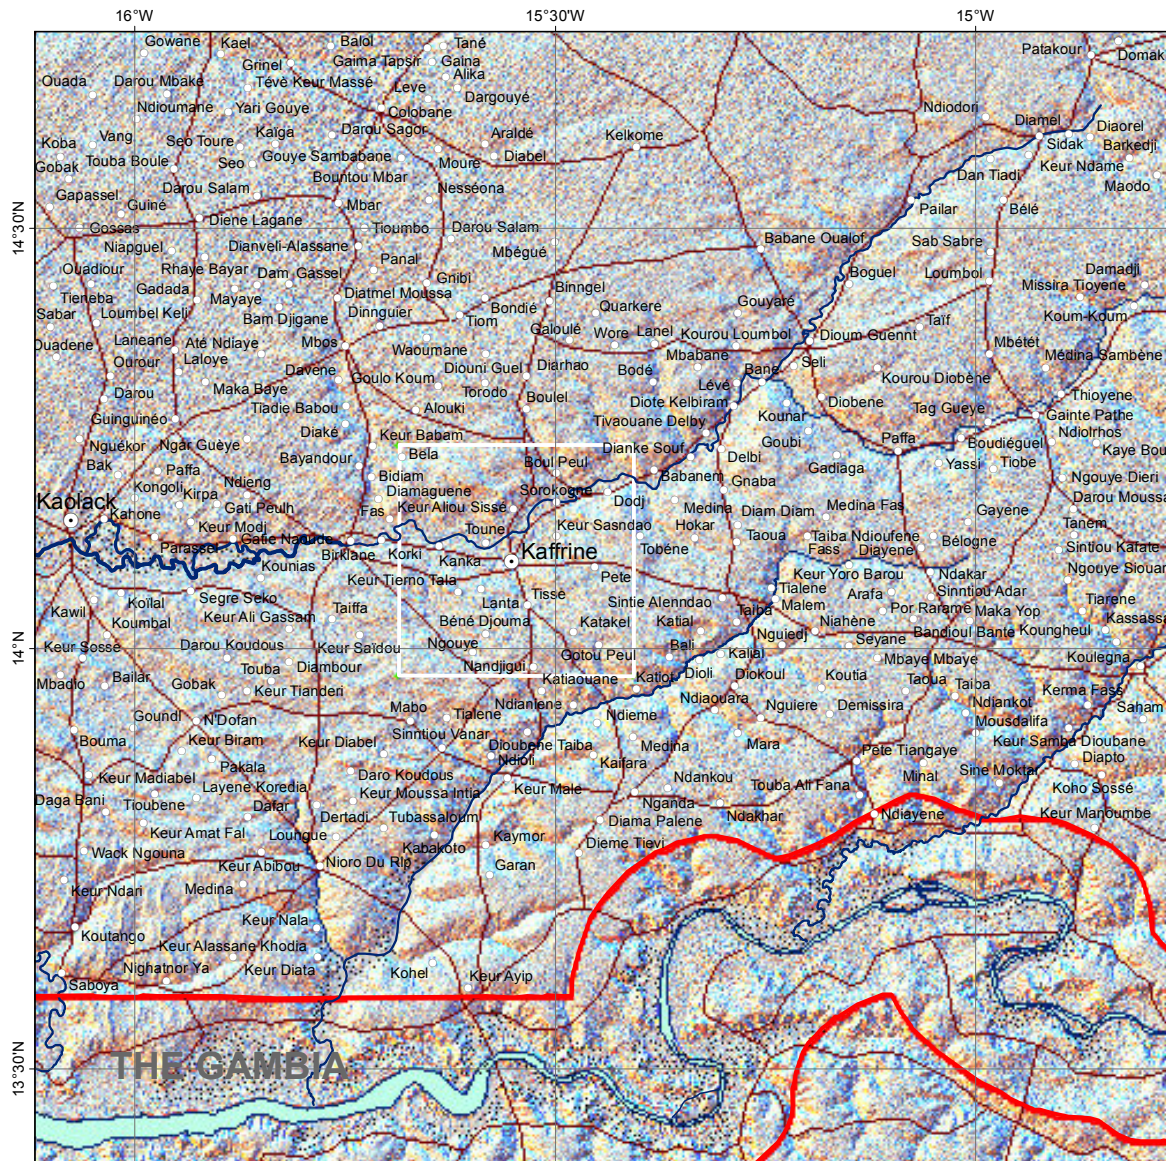 16°W 15°30'W 15°W
Gowane Kael Balol Tané Patakour
Grinel Gaima Tapsir Gaina Domak
Ouada Darou Mbake Tévè Keur Massé Leve Alika
Ndioumane Yari Gouye Colobane Dargouyé Ndiodori
Vang Kaïga Darou Sagor Araldé Kelkome Diamel Diaorel
Koba Seo Toure Sidak Barkedji
Gobak Touba Boule Seo Gouye Sambabane Moure Diabel Keur Ndame
Bountou Mbar Dan Tiadi Maodo
Gapassel Darou Salam Nesséona
Guiné Mbar Pailar Bélé
14°30'N
Gossas Diene Lagane Tioumbo Darou Salam
Niapguel Dianveli-Alassane Mbégué Babane Oualof Sab Sabre
Ouadiour Rhaye Bayar Dam Gassel Panal Gnibi Boguel Loumbol Damadji
Tieneba Gadada Mayaye Diatmel Moussa Binngel Missira Tioyene
Sabar Loumbel Keli Bam Djigane Dinnguier Bondié Quarkeré Gouyaré Koum-Koum
Tiom Taïf
Ouadene Laneane Até Ndiaye Mbos Galoulé Wore Lanel Kourou Loumbol Dioum Guennt
Ourour Laloye Waoumane Mbabane Mbétét Médina Sambène
Davene Diouni Guel Diarhao Bodé Bane Seli
Darou Maka Baye Goulo Koum Torodo Lévé Kourou Diobène
Thioyene
Guinguinéo Tiadie Babou Alouki Boulel Diote Kelbiram Diobene Tag Gueye
Tivaouane Delby Kounar Gainte Pathe
Nguékor Ngar Guèye Diaké Keur Babam Goubi Paffa Boudiéguel Ndiolrhos
Bak Paffa Bayandour Bela Boul Peul Dianke Souf Delbi Kaye Bou
Kongoli Ndieng Bidiam Babanem Gadiaga Yassi Tiobe
Kirpa Diamaguene Sorokogne Gnaba Ngouye Dieri
Kaolack Kahone Gati Peulh Fas Keur Aliou Sissé Dodj Medina Diam Diam Medina Fas Gayène Darou Moussa
Keur Modj Toune Keur Sasndao Hokar Tanem
Parassel Gatie Naoude Birklane Korki Kaffrine Tobène Taoua Taiba Ndioufene Bélogne
Kanka Fass Diayene Sintiou Karate
Kounias Keur Tierno Tala Pete Keur Yoro Barou Ndakar Ngouye Siouar
Kawil Koïlal Segre Seko Tissè Tialene Arafa Sinntiou Adar
Lanta Sintie Alenndao Tiarene
Koumbal Keur Ali Gassam Taiffa Béné Djouma Katakel Katial Taiba Malem Por Raramé Maka Yop Kassassa
Niahène Bandioul Bante Koungheul
14°N
Keur Sossé Darou Koudous Keur Saïdou Ngouye Gotou Peul Bali Nguiedj Seyane
Kalial Mbaye Mbaye Koulegna
Mbadio Bailar Touba Diambour Nandjigui Katiaouane Katiot Dioli Diokoul Koutia
Gobak Keur Tianderi Taoua Taiba Kerma Fass
Mabo Ndianlene Ndiaouara Nguiere Ndiankot Saham
Goundl N'Dofan Tialene Ndieme Demissira Mousdalifa
Bouma Keur Biram Keur Diabel Sinntiou Vanar Dioubene Taiba Medina Mara Keur Samba Dioubane
Ndioli Kaifara Pete Tiangaye Diapto
Keur Madiabel Pakala Daro Koudous Ndankou Minal Sine Moktar
Layene Koredia Keur Moussa Intia Keur Male Touba Ali Fana Koho Sossé
Daga Bani Tioubene Dafar Nganda
Dertadi Tubassaloum Diama Palene Ndakhar Ndiayene Keur Manoumbe
Keur Amat Fal Loungue Kabakoto Kaymor Dieme Tievi
Wack Ngouna Keur Abibou Nioro Du Rip Garan
Keur Ndari Medina
Keur Nala
Koutango
Keur Alassane Khodia
Nighatnor Ya Keur Diata Kohel Keur Ayip
Saboya
13°30'N
THE GAMBIA